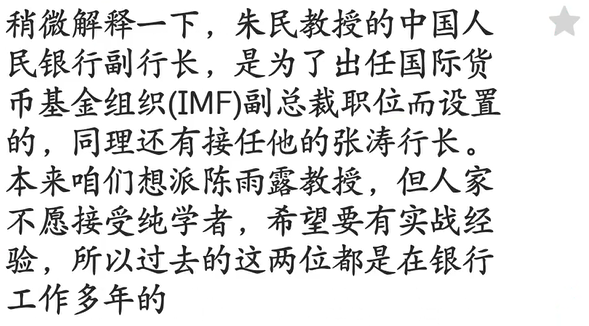 稍微解释一下，朱民教授的中国人
民银行副行长，是为了出任国际货
币基金组织(IMF)副总裁职位而设置
的，同理还有接任他的张涛行长。
本来咱们想派陈雨露教授，但人家
不愿接受纯学者，希望要有实战经
验，所以过去的这两位都是在银行
工作多年的